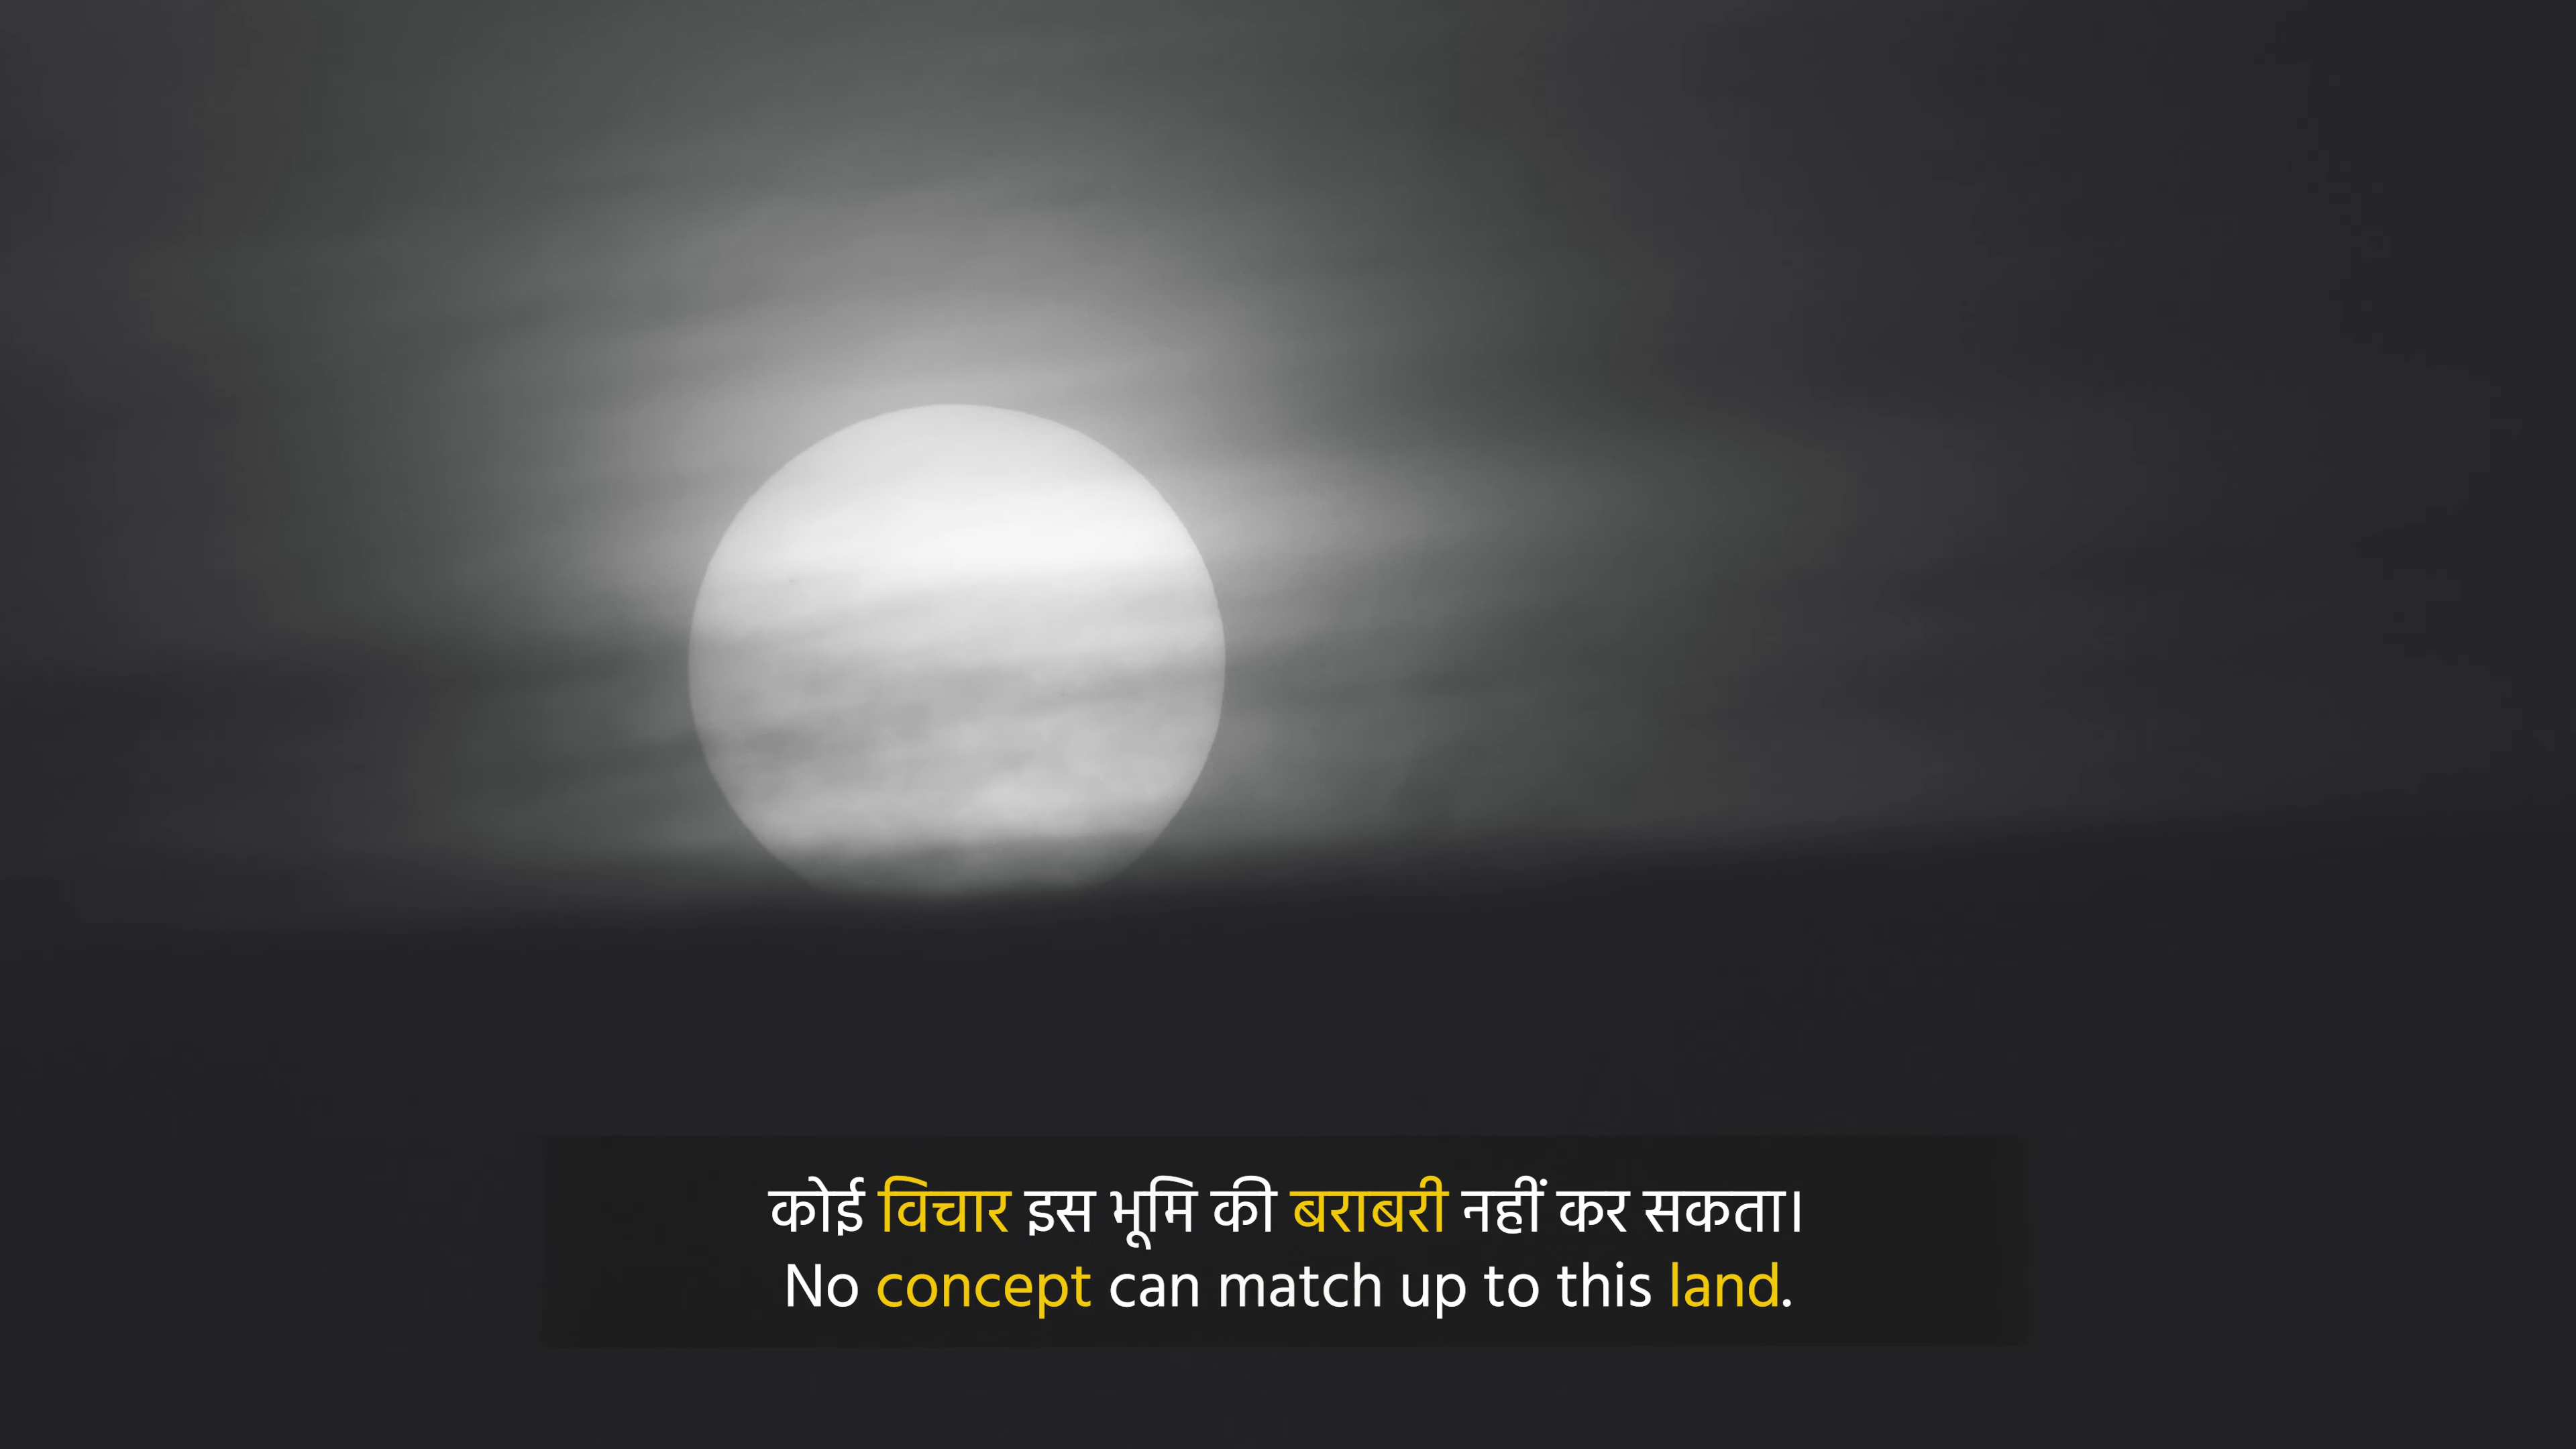 कोई विचार इस भूमि की बराबरी नहीं कर सकता।
No concept can match up to this land.